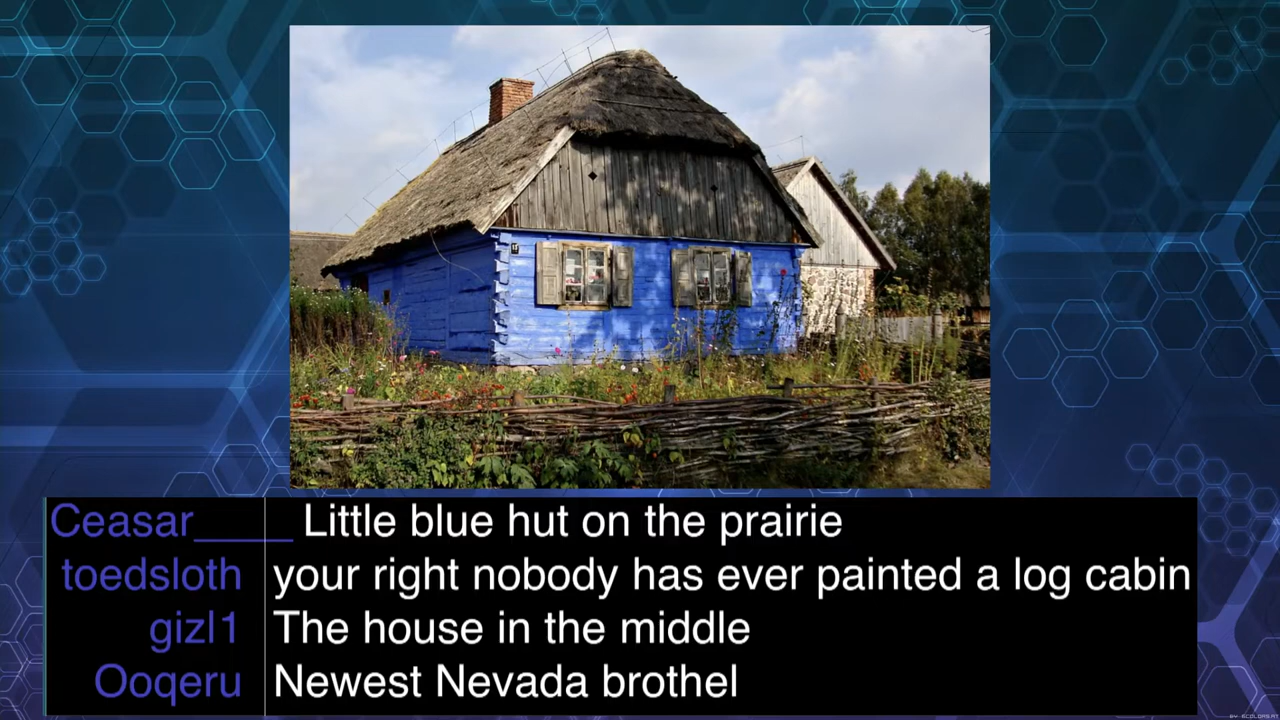 Ceasar_____ Little blue hut on the prairie
toedsloth your right nobody has ever painted a log cabin
gizl1 The house in the middle
Ooqeru Newest Nevada brothel